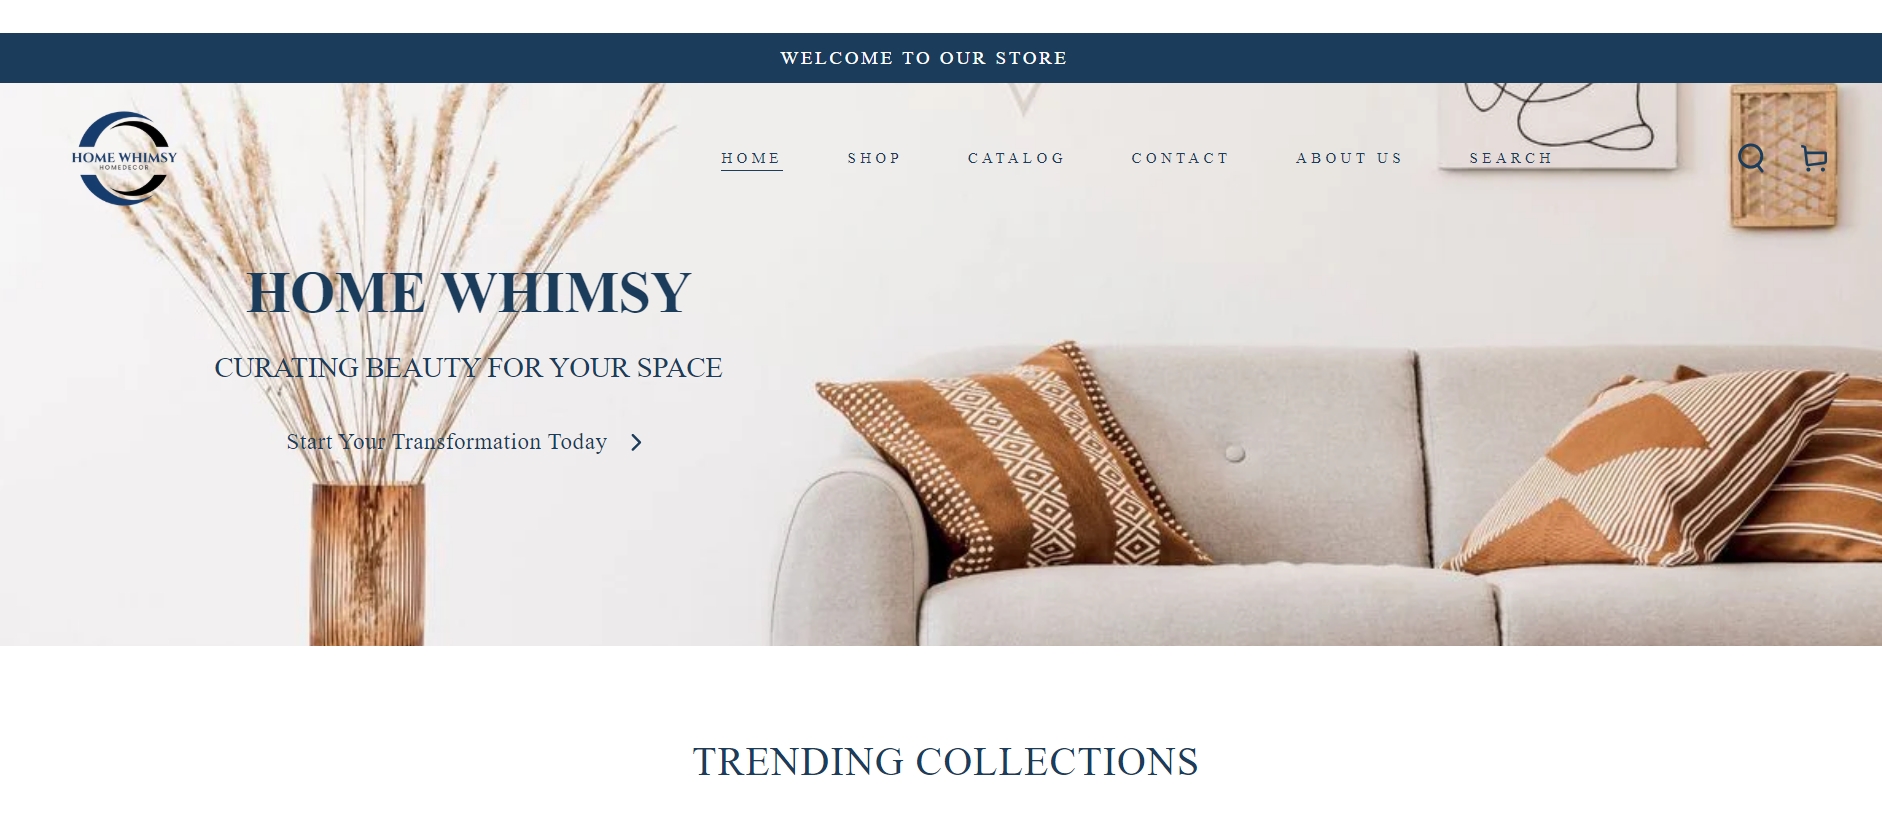 WELCOME TO OUR STORE
HOME WHIMSY
HOMEDECOR
HOME SHOP CATALOG CONTACT ABOUT US SEARCH
HOME WHIMSY
CURATING BEAUTY FOR YOUR SPACE
Start Your Transformation Today
TRENDING COLLECTIONS